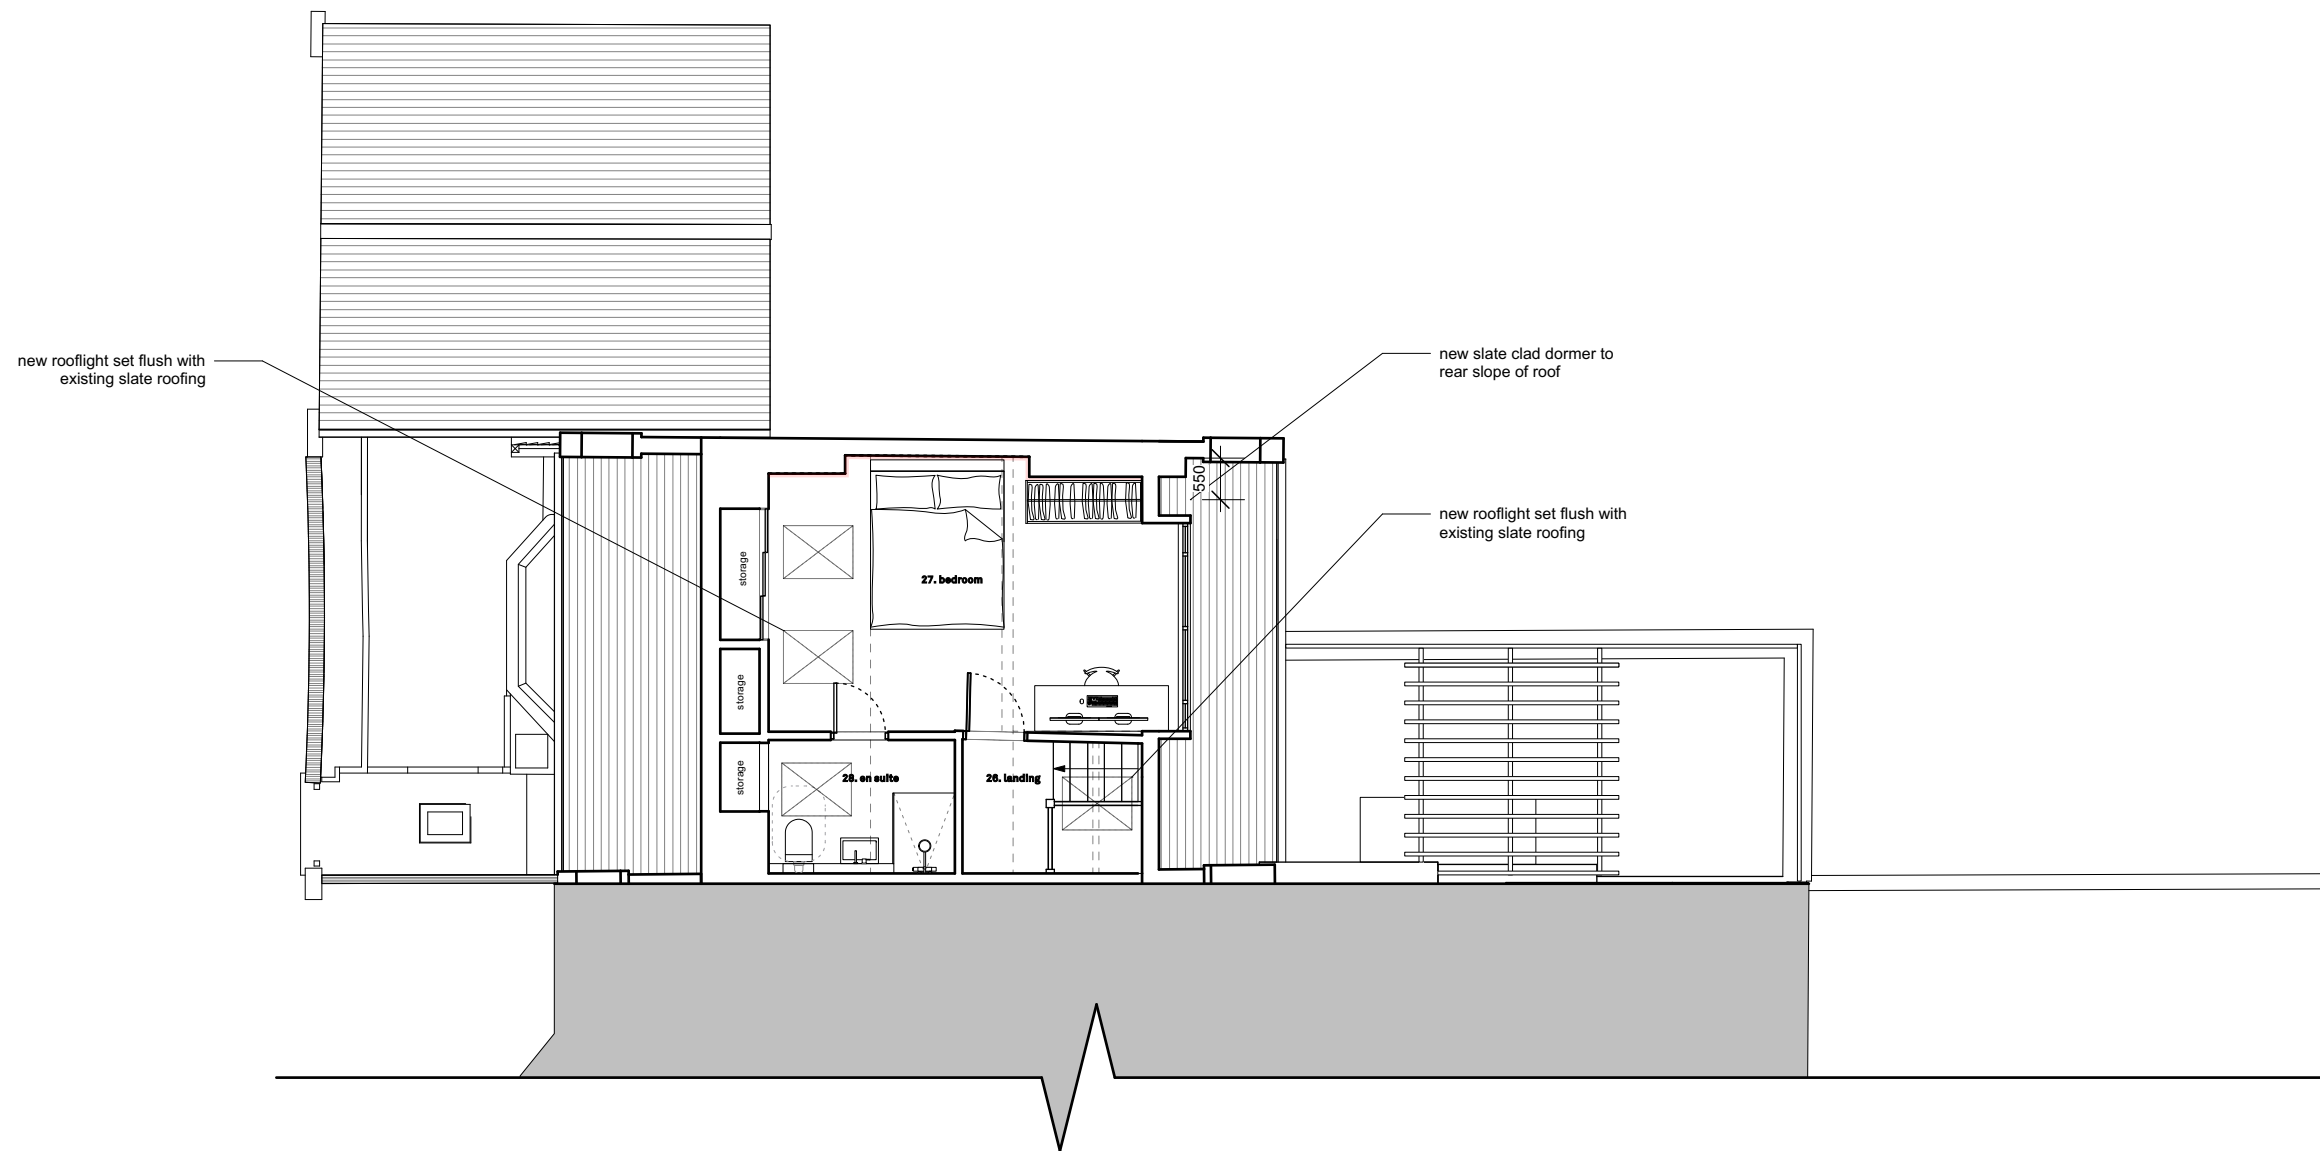 new rooflight set flush with
existing slate roofing
new slate clad dormer to
rear slope of roof
550
new rooflight set flush with
existing slate roofing
storage
27. bedroom
storage
storage
28. en suite
26. landing